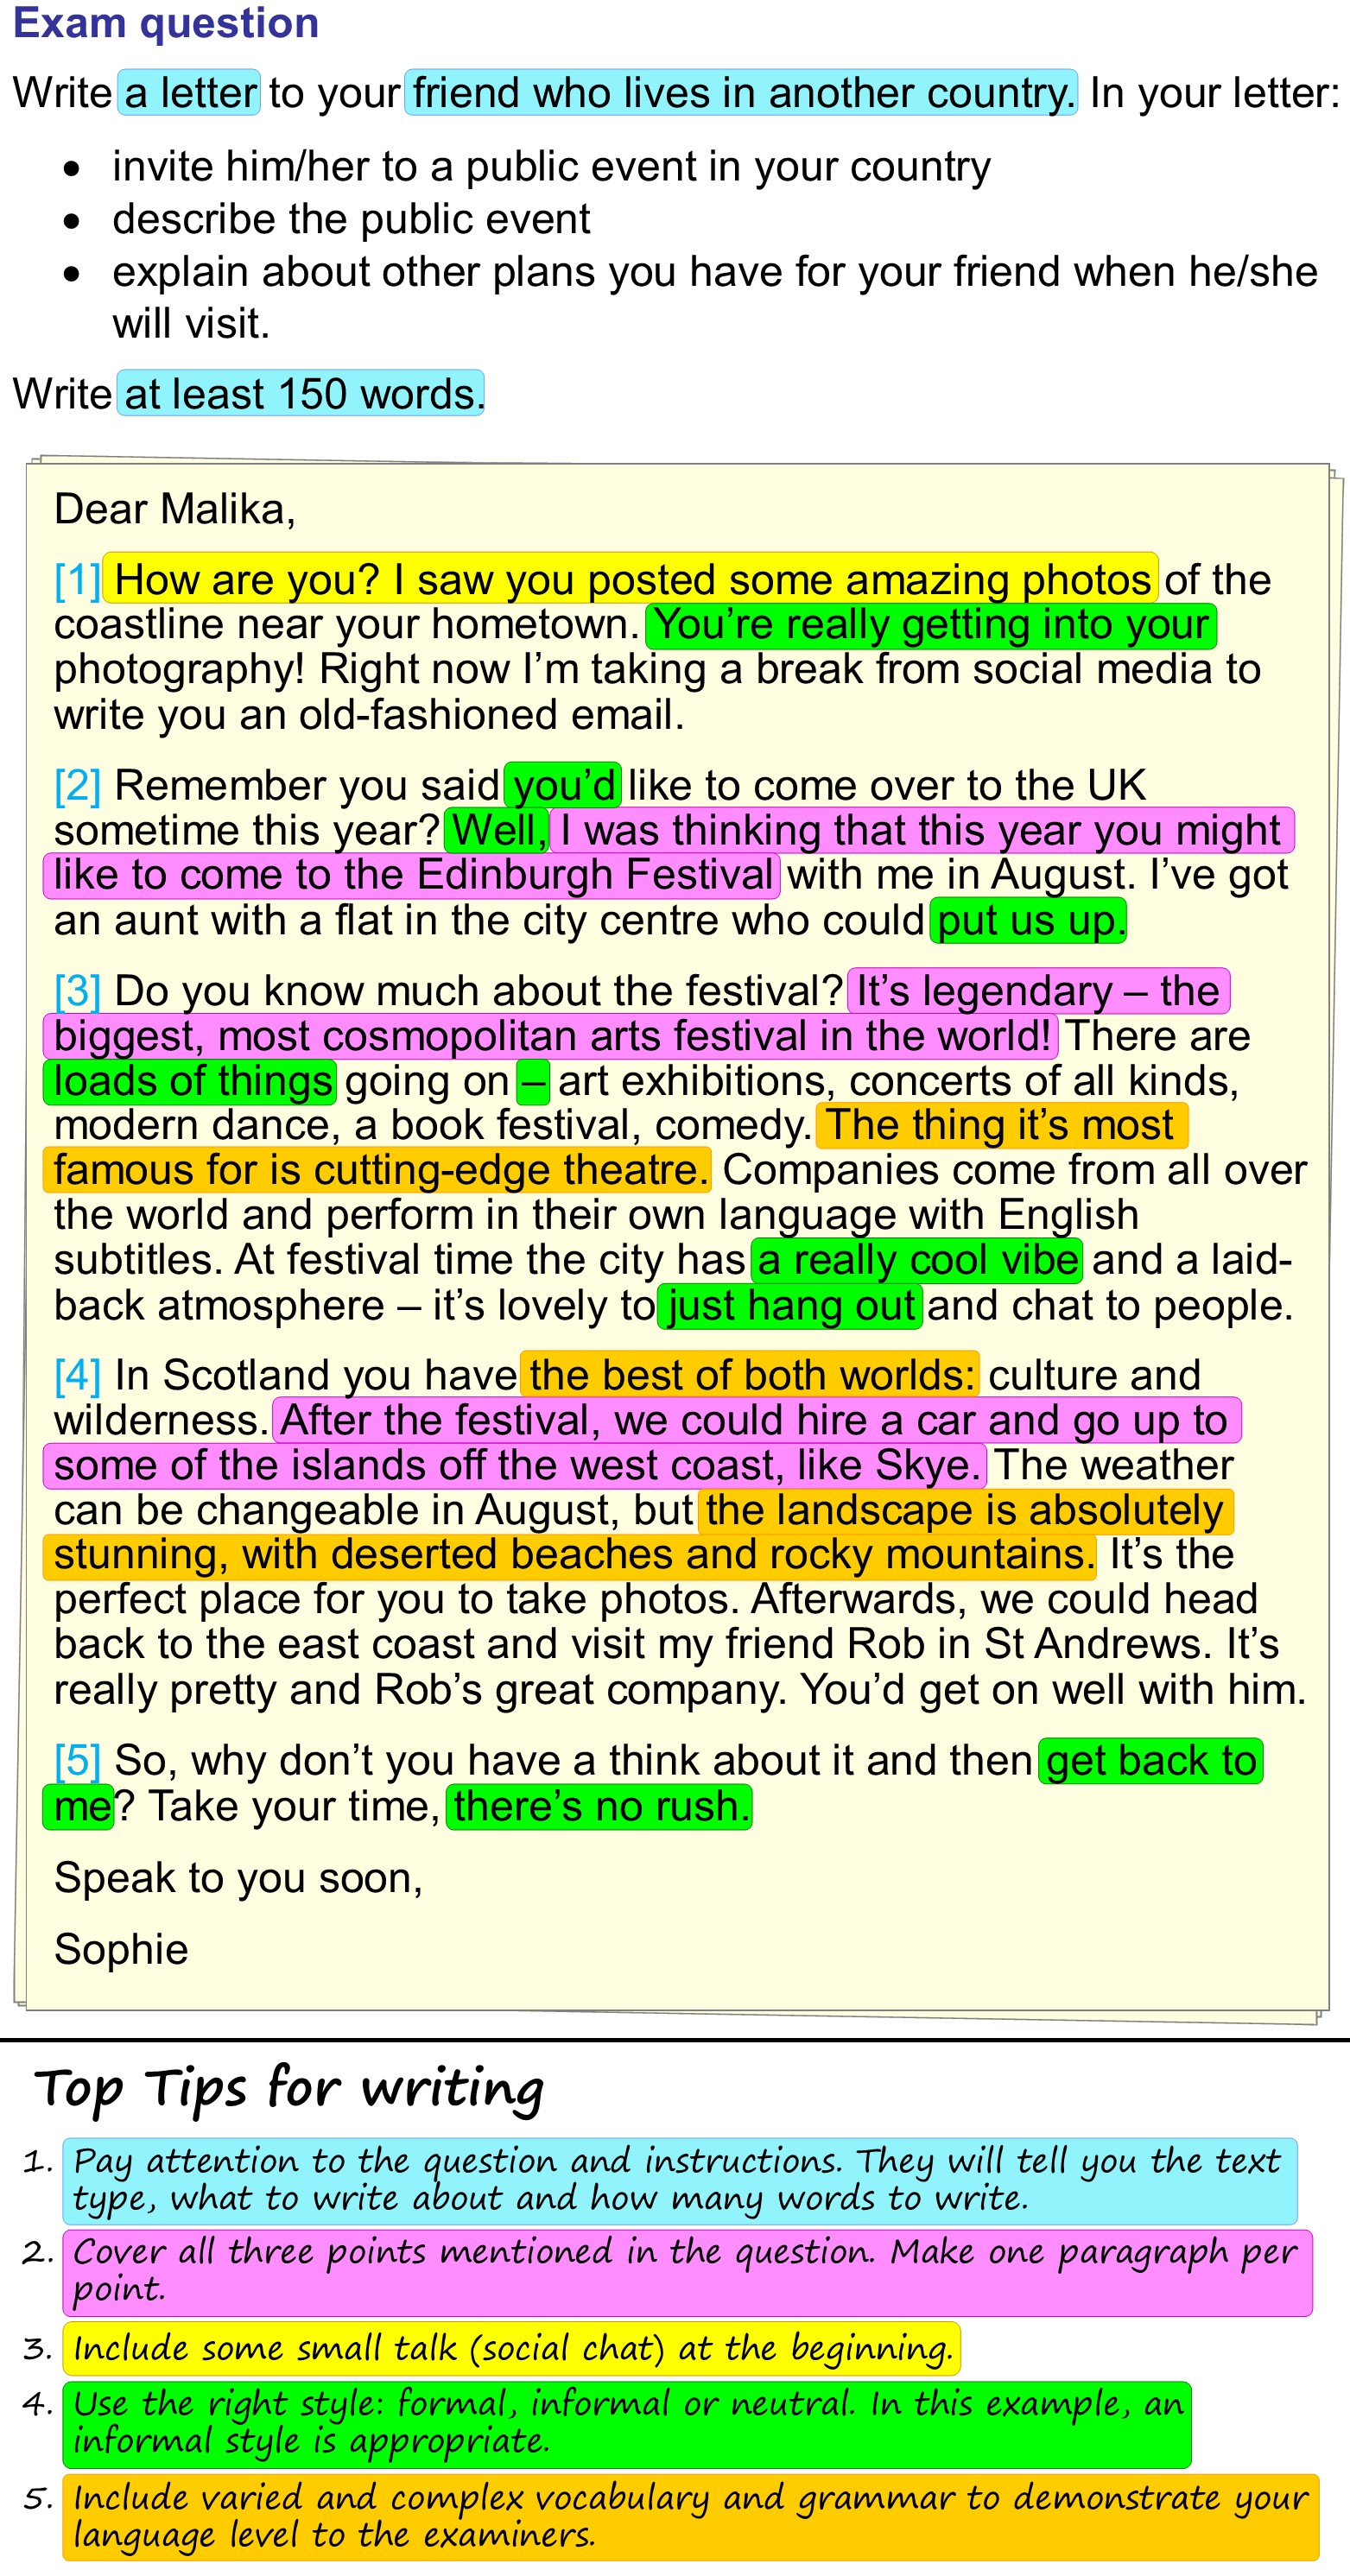 Exam question
Write a letter to your friend who lives in another country. In your letter:
• invite him/her to a public event in your country
• describe the public event
• explain about other plans you have for your friend when he/she
will visit.
Write at least 150 words.
Dear Malika,
[1] How are you? I saw you posted some amazing photos of the
coastline near your hometown. You’re really getting into your
photography! Right now I’m taking a break from social media to
write you an old-fashioned email.
[2] Remember you said you’d like to come over to the UK
sometime this year? Well, I was thinking that this year you might
like to come to the Edinburgh Festival with me in August. I’ve got
an aunt with a flat in the city centre who could put us up.
[3] Do you know much about the festival? It’s legendary – the
biggest, most cosmopolitan arts festival in the world! There are
loads of things going on – art exhibitions, concerts of all kinds,
modern dance, a book festival, comedy. The thing it’s most
famous for is cutting-edge theatre. Companies come from all over
the world and perform in their own language with English
subtitles. At festival time the city has a really cool vibe and a laid-
back atmosphere – it’s lovely to just hang out and chat to people.
[4] In Scotland you have the best of both worlds: culture and
wilderness. After the festival, we could hire a car and go up to
some of the islands off the west coast, like Skye. The weather
can be changeable in August, but the landscape is absolutely
stunning, with deserted beaches and rocky mountains. It’s the
perfect place for you to take photos. Afterwards, we could head
back to the east coast and visit my friend Rob in St Andrews. It’s
really pretty and Rob’s great company. You’d get on well with him.
[5] So, why don’t you have a think about it and then get back to
me? Take your time, there’s no rush.
Speak to you soon,
Sophie
Top Tips for writing
1. Pay attention to the question and instructions. They will tell you the text
type, what to write about and how many words to write.
2. Cover all three points mentioned in the question. Make one paragraph per
point.
3. Include some small talk (social chat) at the beginning.
4. Use the right style: formal, informal or neutral. In this example, an
informal style is appropriate.
5. Include varied and complex vocabulary and grammar to demonstrate your
language level to the examiners.